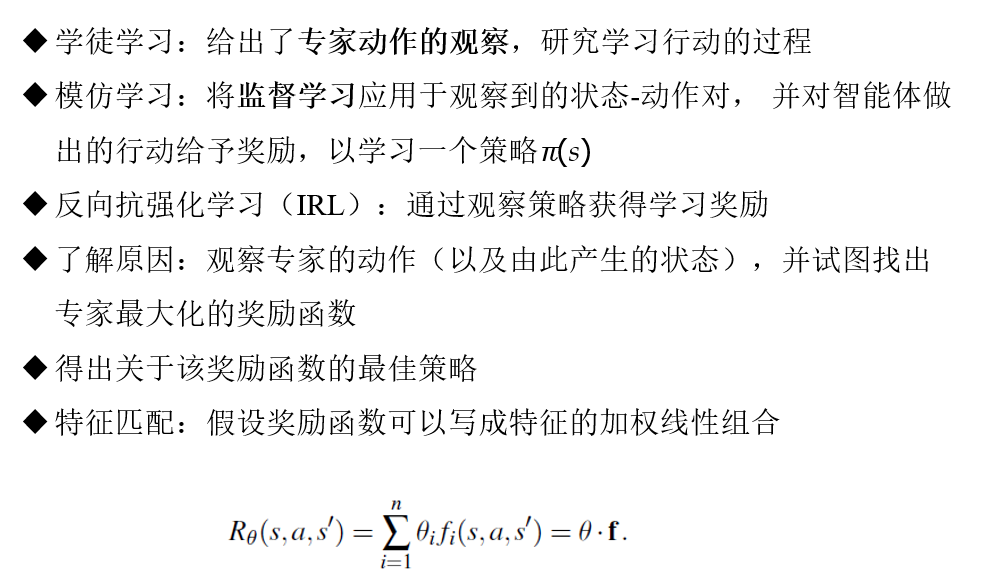 ◆ 学徒学习：给出了专家动作的观察，研究学习行动的过程
◆ 模仿学习：将监督学习应用于观察到的状态-动作对， 并对智能体做
出的行动给予奖励，以学习一个策略π(s)
◆ 反向抗强化学习（IRL）：通过观察策略获得学习奖励
◆ 了解原因：观察专家的动作（以及由此产生的状态），并试图找出
专家最大化的奖励函数
◆ 得出关于该奖励函数的最佳策略
◆ 特征匹配：假设奖励函数可以写成特征的加权线性组合
R_θ(s,a,s′) = ∑_{i=1}^{n} θ_i f_i(s,a,s′) = θ · f.